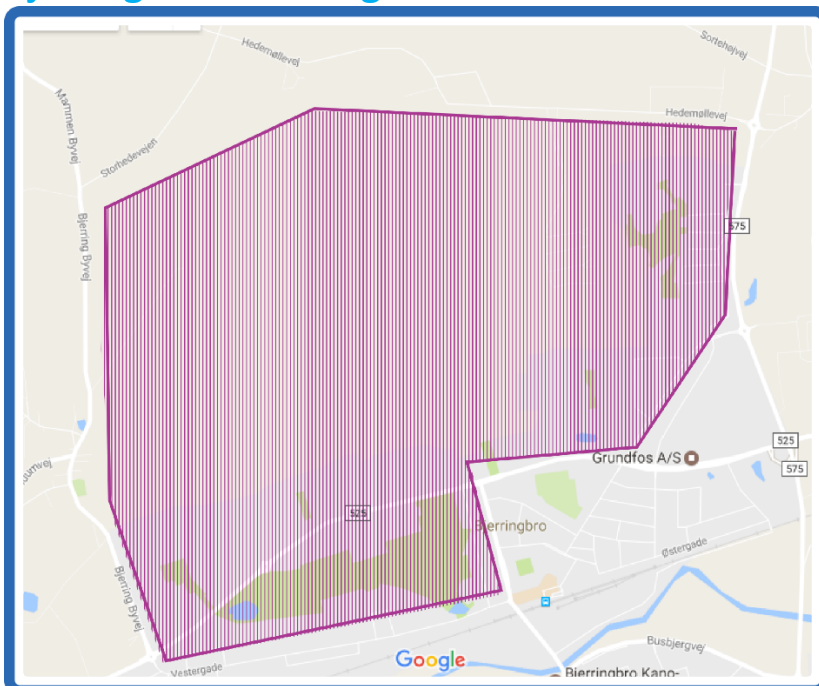 Hedemøllevej
Sortehøjvej
Mammen Byvej
Hedemøllevej
Storhedevejen
Bjerring Byvej
575
525
Grundfos A/S
575
525
Bjerringbro
Østergade
Bjerring Byvej
Busbjergvej
Google
Vestergade
Bjerringbro Kano-